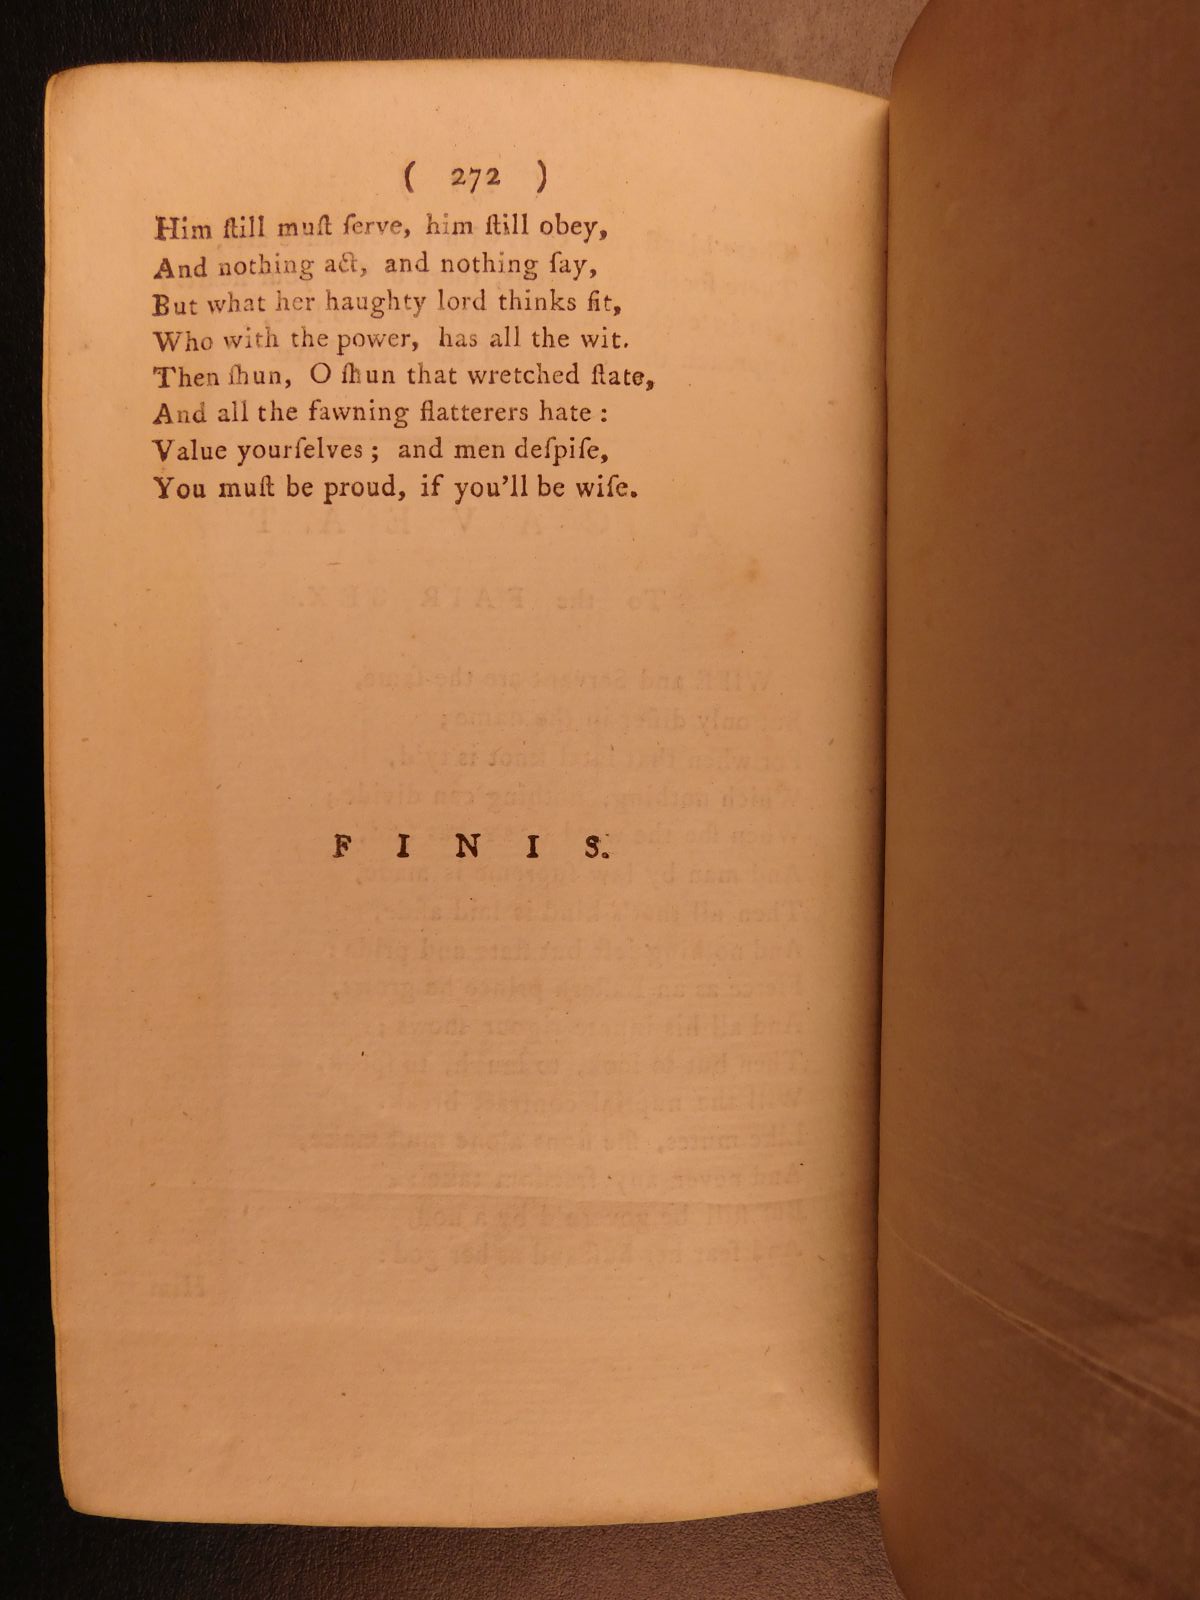 ( 272 )
Him ſtill muſt ſerve, him ſtill obey,
And nothing act, and nothing ſay,
But what her haughty lord thinks fit,
Who with the power, has all the wit.
Then ſhun, O ſhun that wretched ſtate,
And all the fawning flatterers hate :
Value yourſelves ; and men deſpiſe,
You muſt be proud, if you'll be wiſe.
F I N I S.